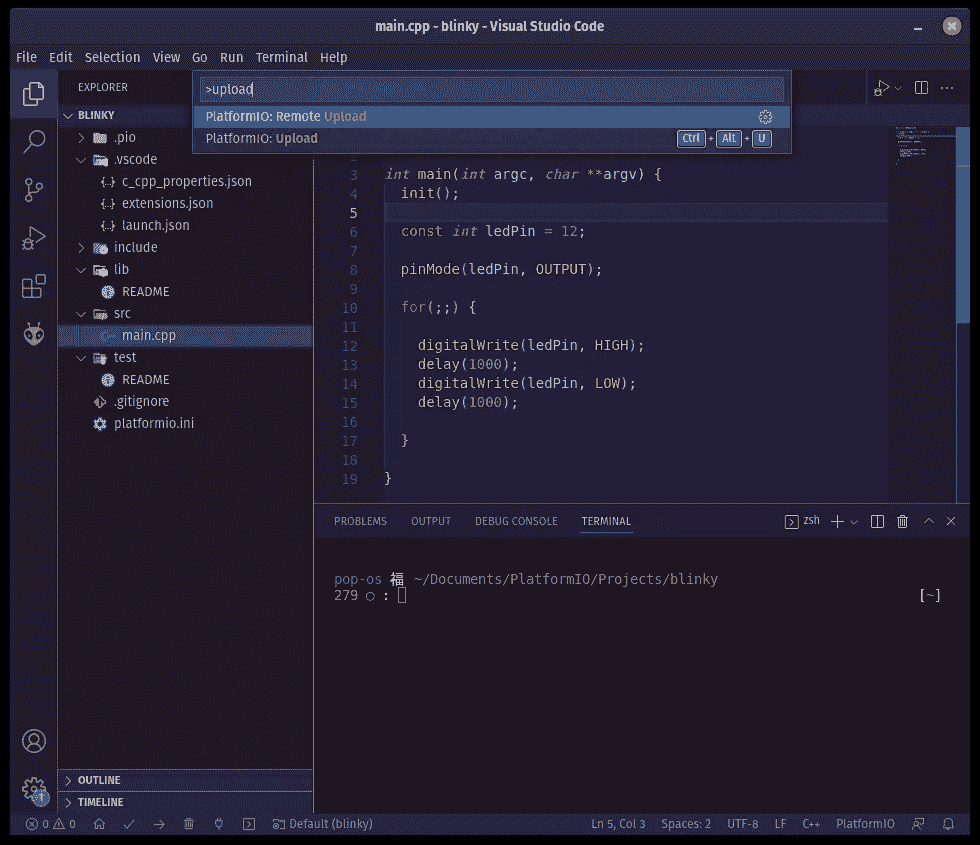 main.cpp - blinky - Visual Studio Code
File Edit Selection View Go Run Terminal Help
EXPLORER
BLINKY
.pio
.vscode
{..} c_cpp_properties.json
{..} extensions.json
{..} launch.json
include
lib
README
src
main.cpp
test
README
.gitignore
platformio.ini
OUTLINE
TIMELINE
>upload
PlatformIO: Remote Upload
PlatformIO: Upload Ctrl + Alt + U
2
3 int main(int argc, char **argv) {
4 init();
5
6 const int ledPin = 12;
7
8 pinMode(ledPin, OUTPUT);
9
10 for(;;) {
11
12 digitalWrite(ledPin, HIGH);
13 delay(1000);
14 digitalWrite(ledPin, LOW);
15 delay(1000);
16
17 }
18
19 }
PROBLEMS OUTPUT DEBUG CONSOLE TERMINAL zsh
pop-os 福 ~/Documents/PlatformIO/Projects/blinky
279 ○ : [~]
1
0 0 Default (blinky) Ln 5, Col 3 Spaces: 2 UTF-8 LF C++ PlatformIO